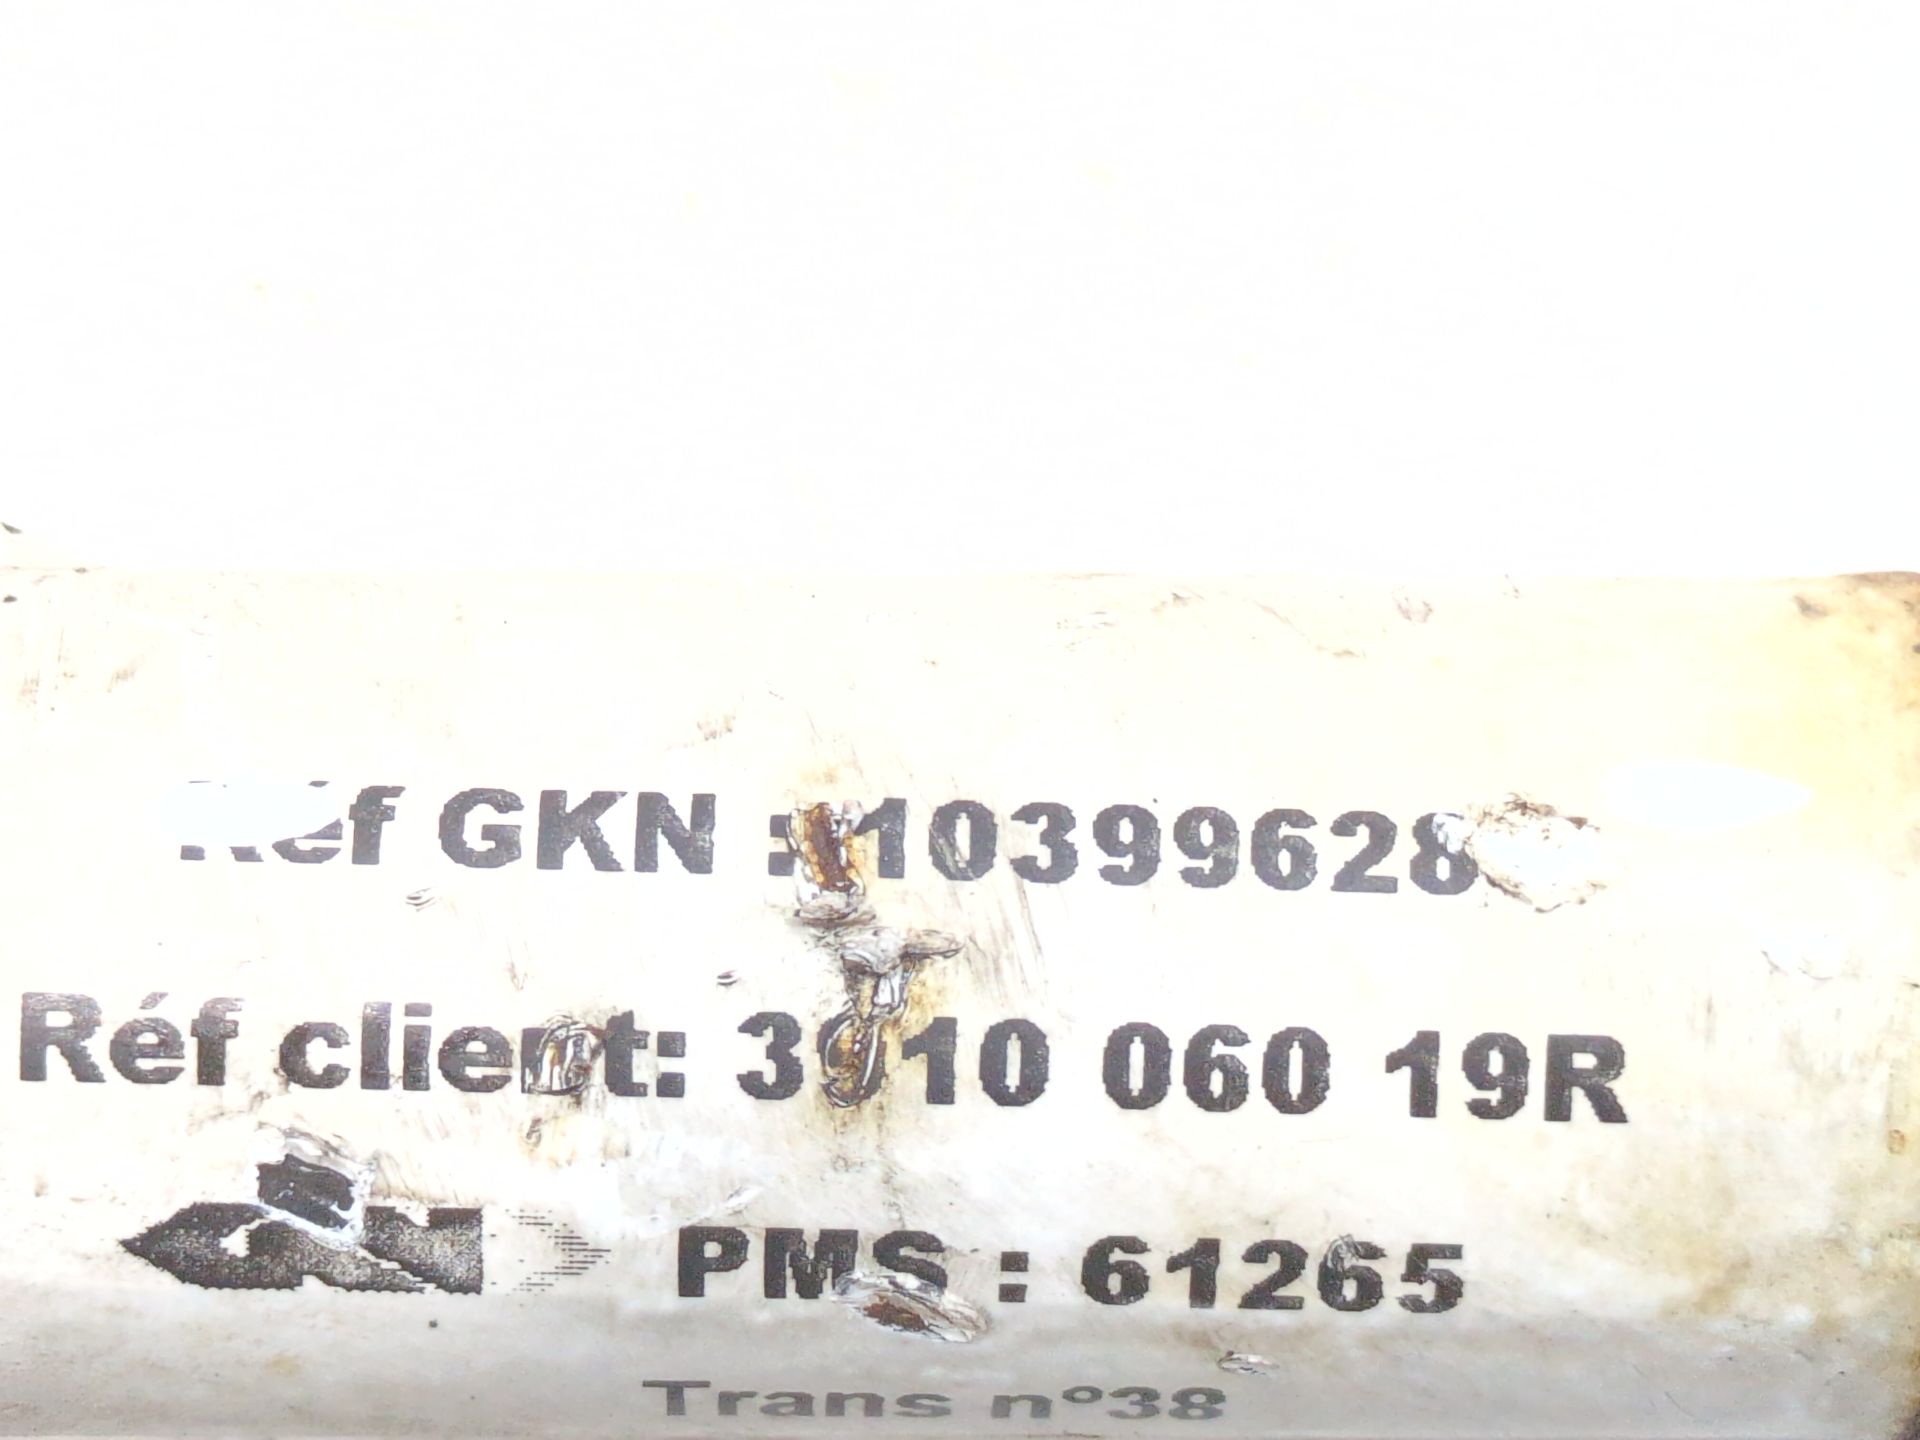 Réf GKN : 10399628
Réf client: 3910 060 19R
PMS : 61265
Trans n°38